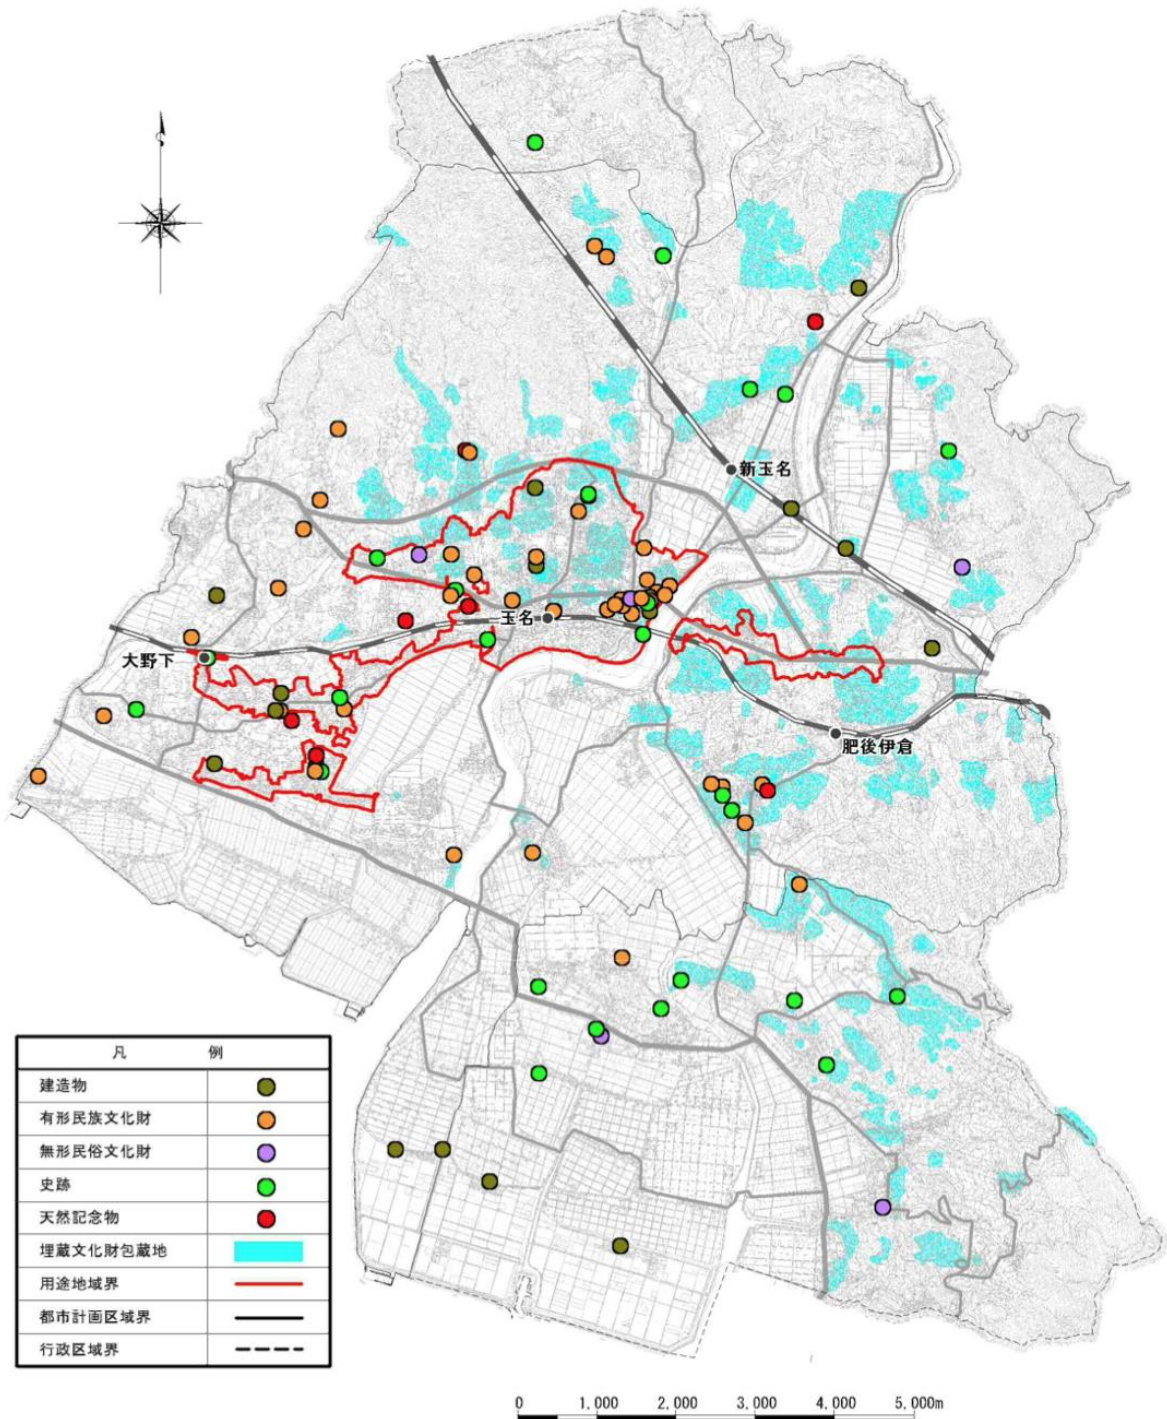 新玉名
玉名
大野下
肥後伊倉
凡 例
建造物
有形民族文化財
無形民俗文化財
史跡
天然記念物
埋蔵文化財包蔵地
用途地域界
都市計画区域界
行政区域界
0 1,000 2,000 3,000 4,000 5,000m